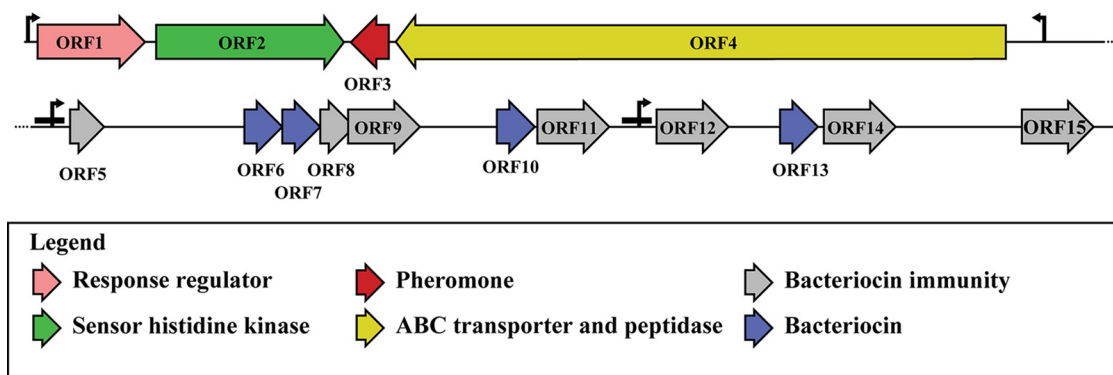 ORF1 ORF2 ORF4
ORF3
ORF9 ORF11 ORF12 ORF14 ORF15
ORF5 ORF6 ORF8 ORF10 ORF13
ORF7
Legend
Response regulator Pheromone Bacteriocin immunity
Sensor histidine kinase ABC transporter and peptidase Bacteriocin